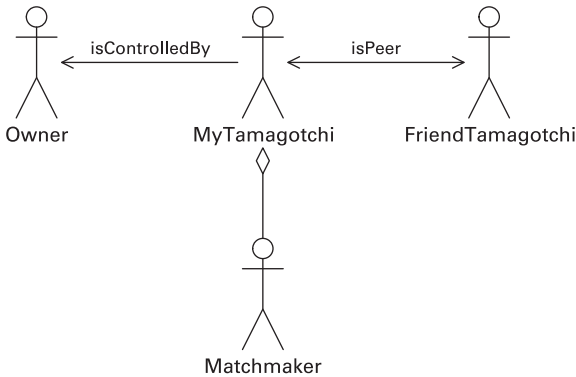 isControlledBy
isPeer
Owner
MyTamagotchi
FriendTamagotchi
Matchmaker